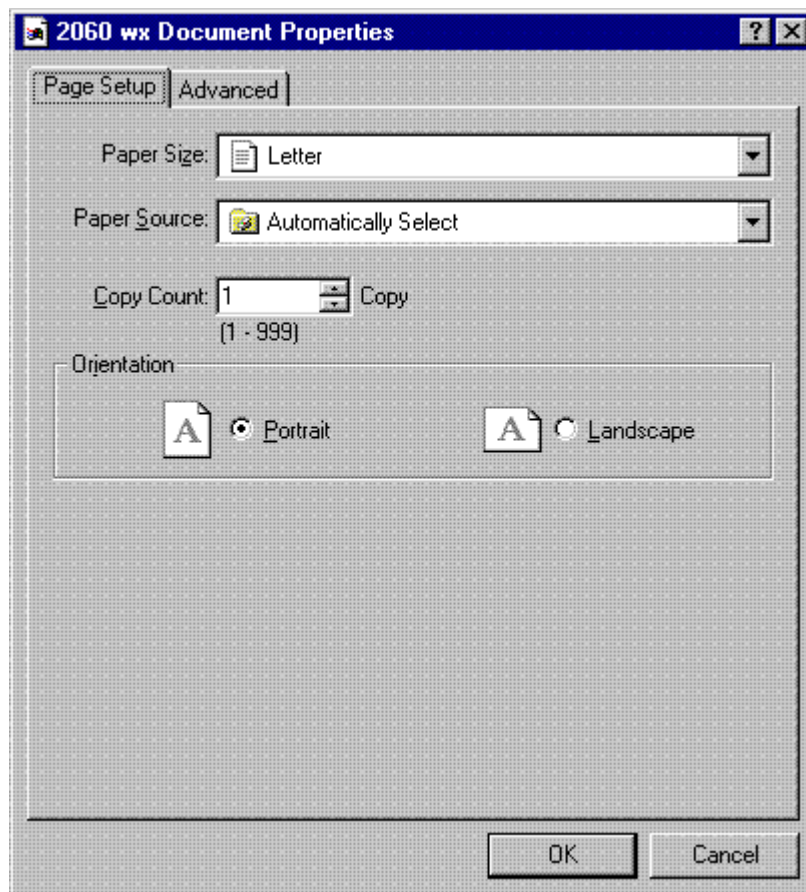 2060 wx Document Properties
Page Setup Advanced
Paper Size: Letter
Paper Source: Automatically Select
Copy Count: 1 Copy
(1 - 999)
Orientation
A Portrait A Landscape
OK Cancel